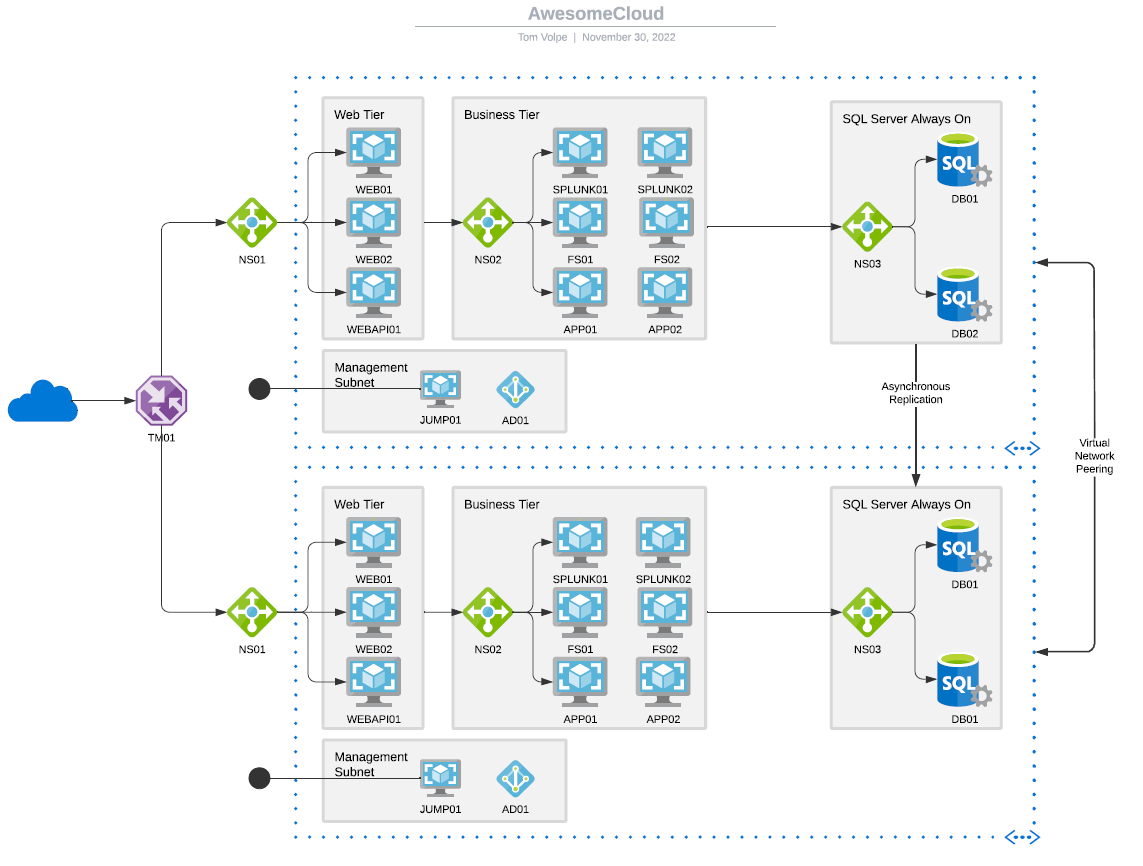 AwesomeCloud
Tom Volpe | November 30, 2022
Web Tier
Business Tier
SQL Server Always On
WEB01
SPLUNK01
SPLUNK02
SQL
DB01
NS01
WEB02
NS02
FS01
FS02
NS03
WEBAPI01
APP01
APP02
SQL
DB02
Management
Subnet
JUMP01
AD01
Asynchronous
Replication
TM01
Virtual
Network
Peering
Web Tier
Business Tier
SQL Server Always On
WEB01
SPLUNK01
SPLUNK02
SQL
DB01
NS01
WEB02
NS02
FS01
FS02
NS03
WEBAPI01
APP01
APP02
SQL
DB01
Management
Subnet
JUMP01
AD01